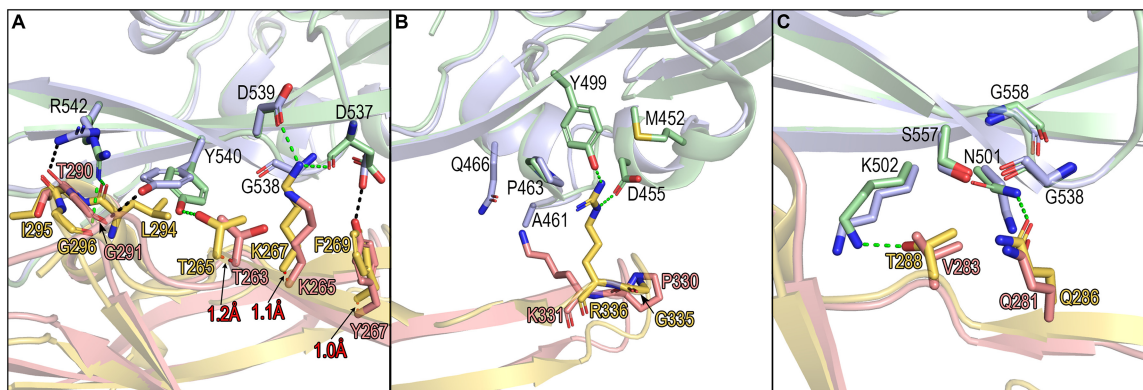 A
R542
D539
D537
T290
Y540
G538
I295
L294
G296
G291
K267
F269
T265
T263
K265
1.2Å
1.1Å
Y267
1.0Å
B
Y499
M452
Q466
P463
D455
A461
P330
K331
R336
G335
C
G558
S557
K502
N501
G538
T288
V283
Q281
Q286